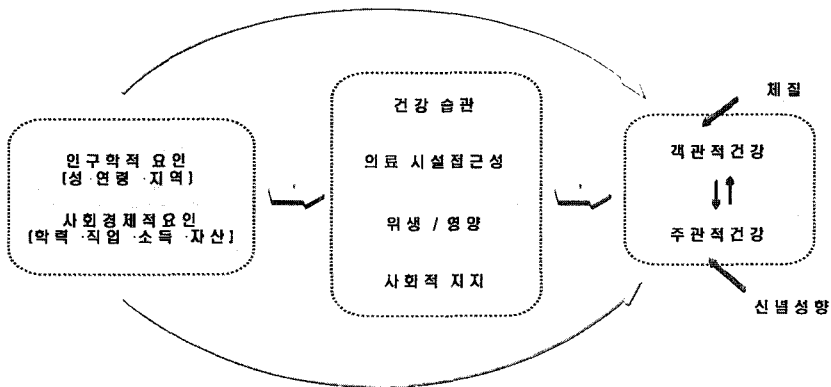 인구학적 요인
(성·연령·지역)
사회경제적요인
(학력·직업·소득·자산)
건강 습관
의료 시설접근성
위생 / 영양
사회적 지지
체질
객관적건강
주관적건강
신념성향